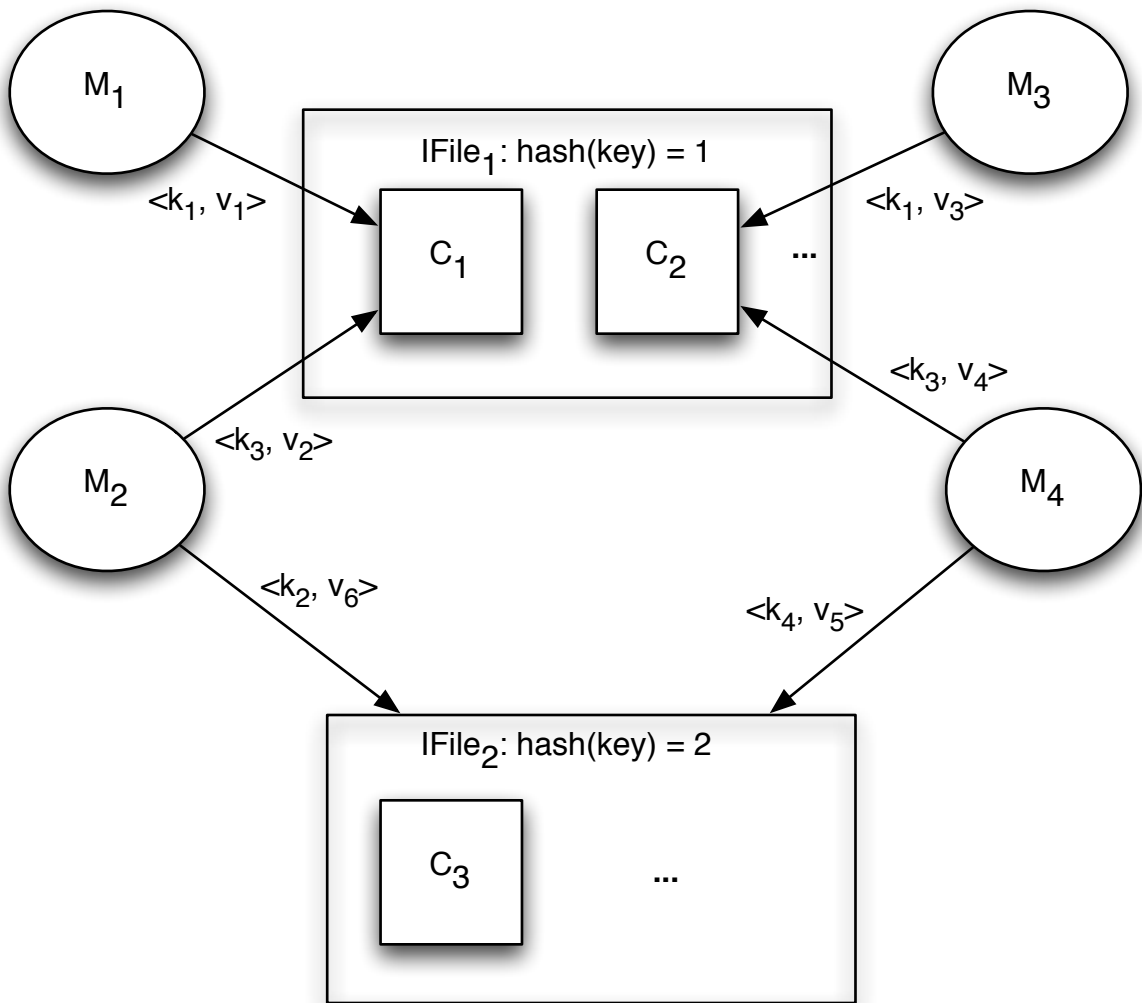 M₁
M₃
IFile₁: hash(key) = 1
<k₁, v₁>
<k₁, v₃>
C₁
C₂
...
<k₃, v₄>
<k₃, v₂>
M₂
M₄
<k₂, v₆>
<k₄, v₅>
IFile₂: hash(key) = 2
C₃
...